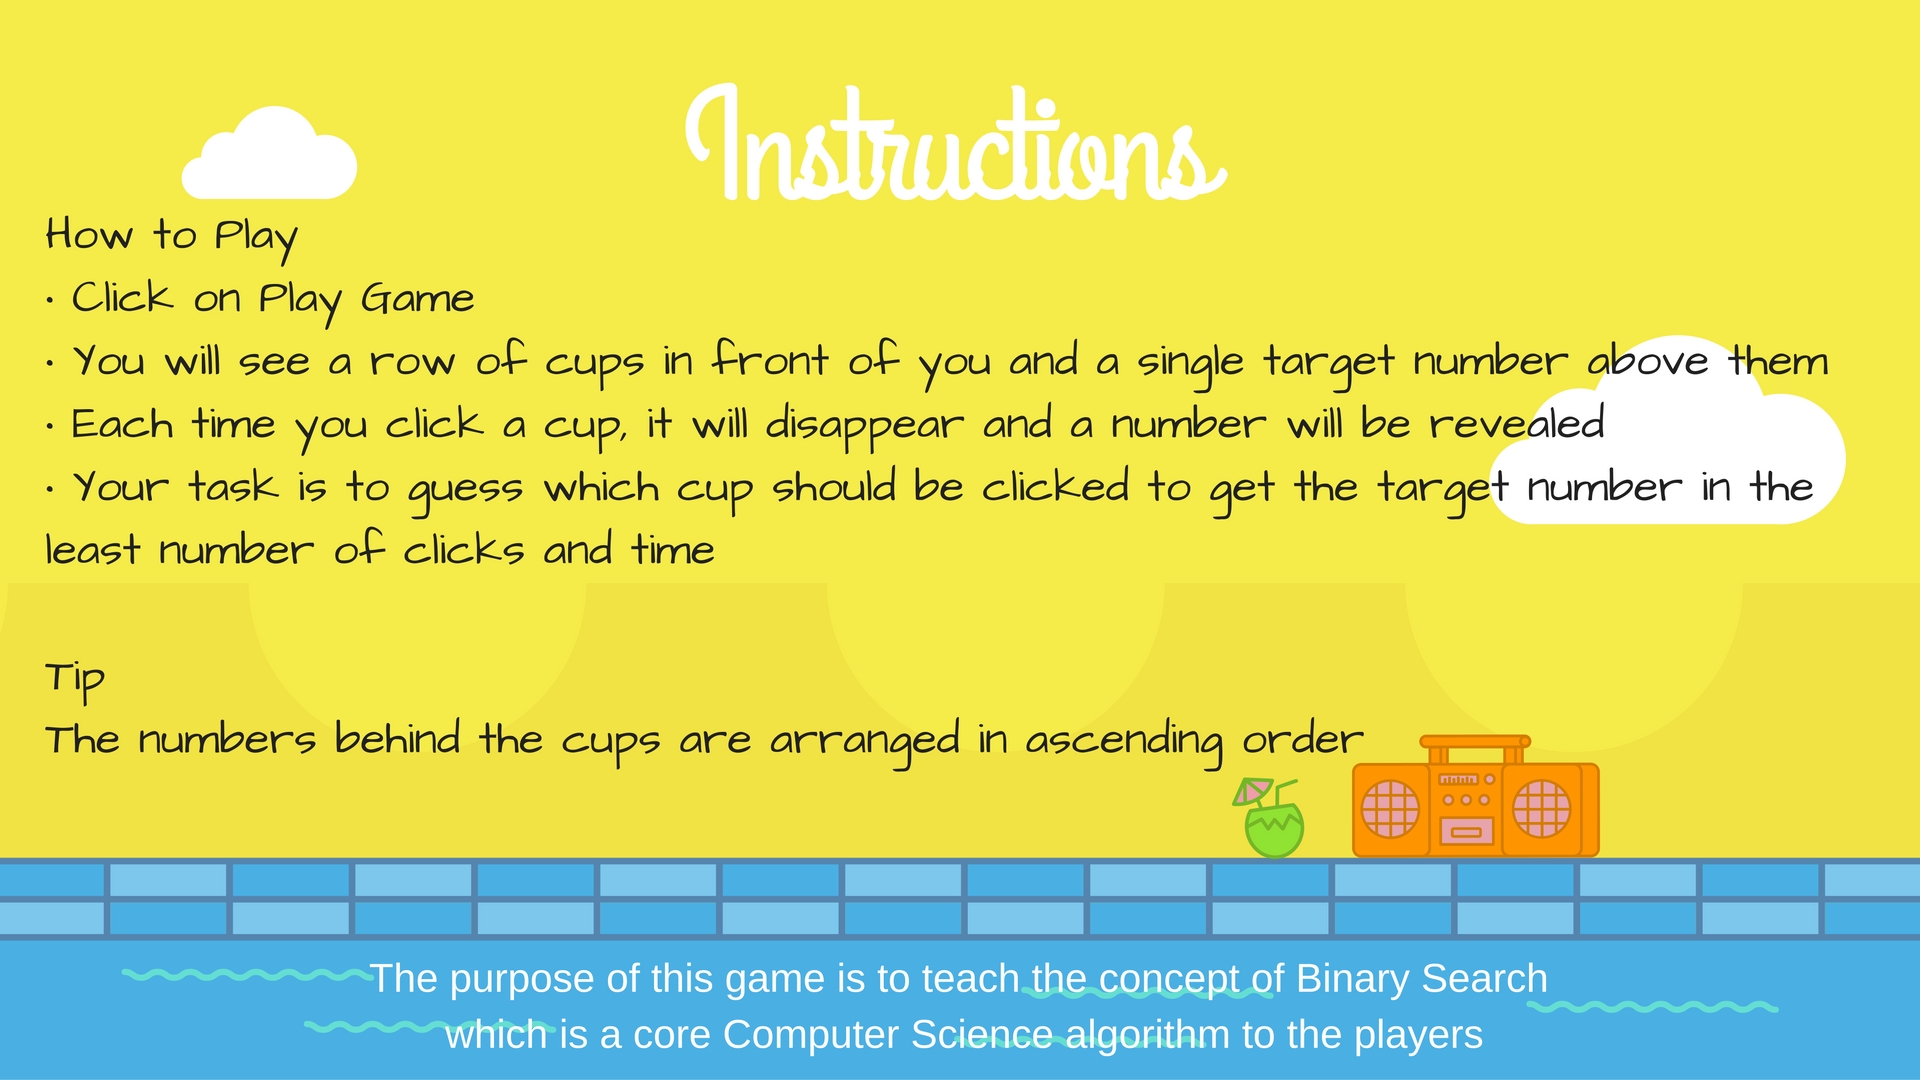 Instructions
How to Play
• Click on Play Game
• You will see a row of cups in front of you and a single target number above them
• Each time you click a cup, it will disappear and a number will be revealed
• Your task is to guess which cup should be clicked to get the target number in the
least number of clicks and time
Tip
The numbers behind the cups are arranged in ascending order
The purpose of this game is to teach the concept of Binary Search
which is a core Computer Science algorithm to the players